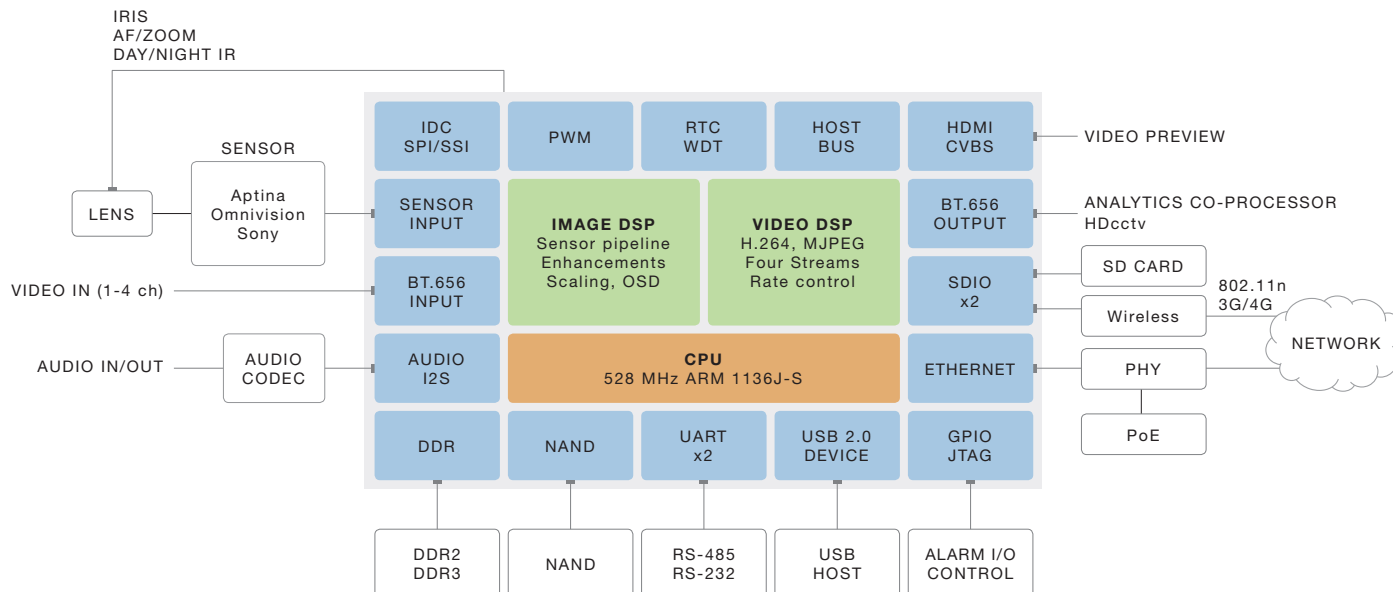 IRIS
AF/ZOOM
DAY/NIGHT IR
IDC
SPI/SSI
PWM
RTC
WDT
HOST
BUS
HDMI
CVBS
VIDEO PREVIEW
SENSOR
Aptina
Omnivision
Sony
LENS
SENSOR
INPUT
IMAGE DSP
Sensor pipeline
Enhancements
Scaling, OSD
VIDEO DSP
H.264, MJPEG
Four Streams
Rate control
BT.656
OUTPUT
ANALYTICS CO-PROCESSOR
HDcctv
VIDEO IN (1-4 ch)
BT.656
INPUT
SDIO
x2
SD CARD
Wireless
802.11n
3G/4G
NETWORK
AUDIO IN/OUT
AUDIO
CODEC
AUDIO
I2S
CPU
528 MHz ARM 1136J-S
ETHERNET
PHY
PoE
DDR
NAND
UART
x2
USB 2.0
DEVICE
GPIO
JTAG
DDR2
DDR3
NAND
RS-485
RS-232
USB
HOST
ALARM I/O
CONTROL